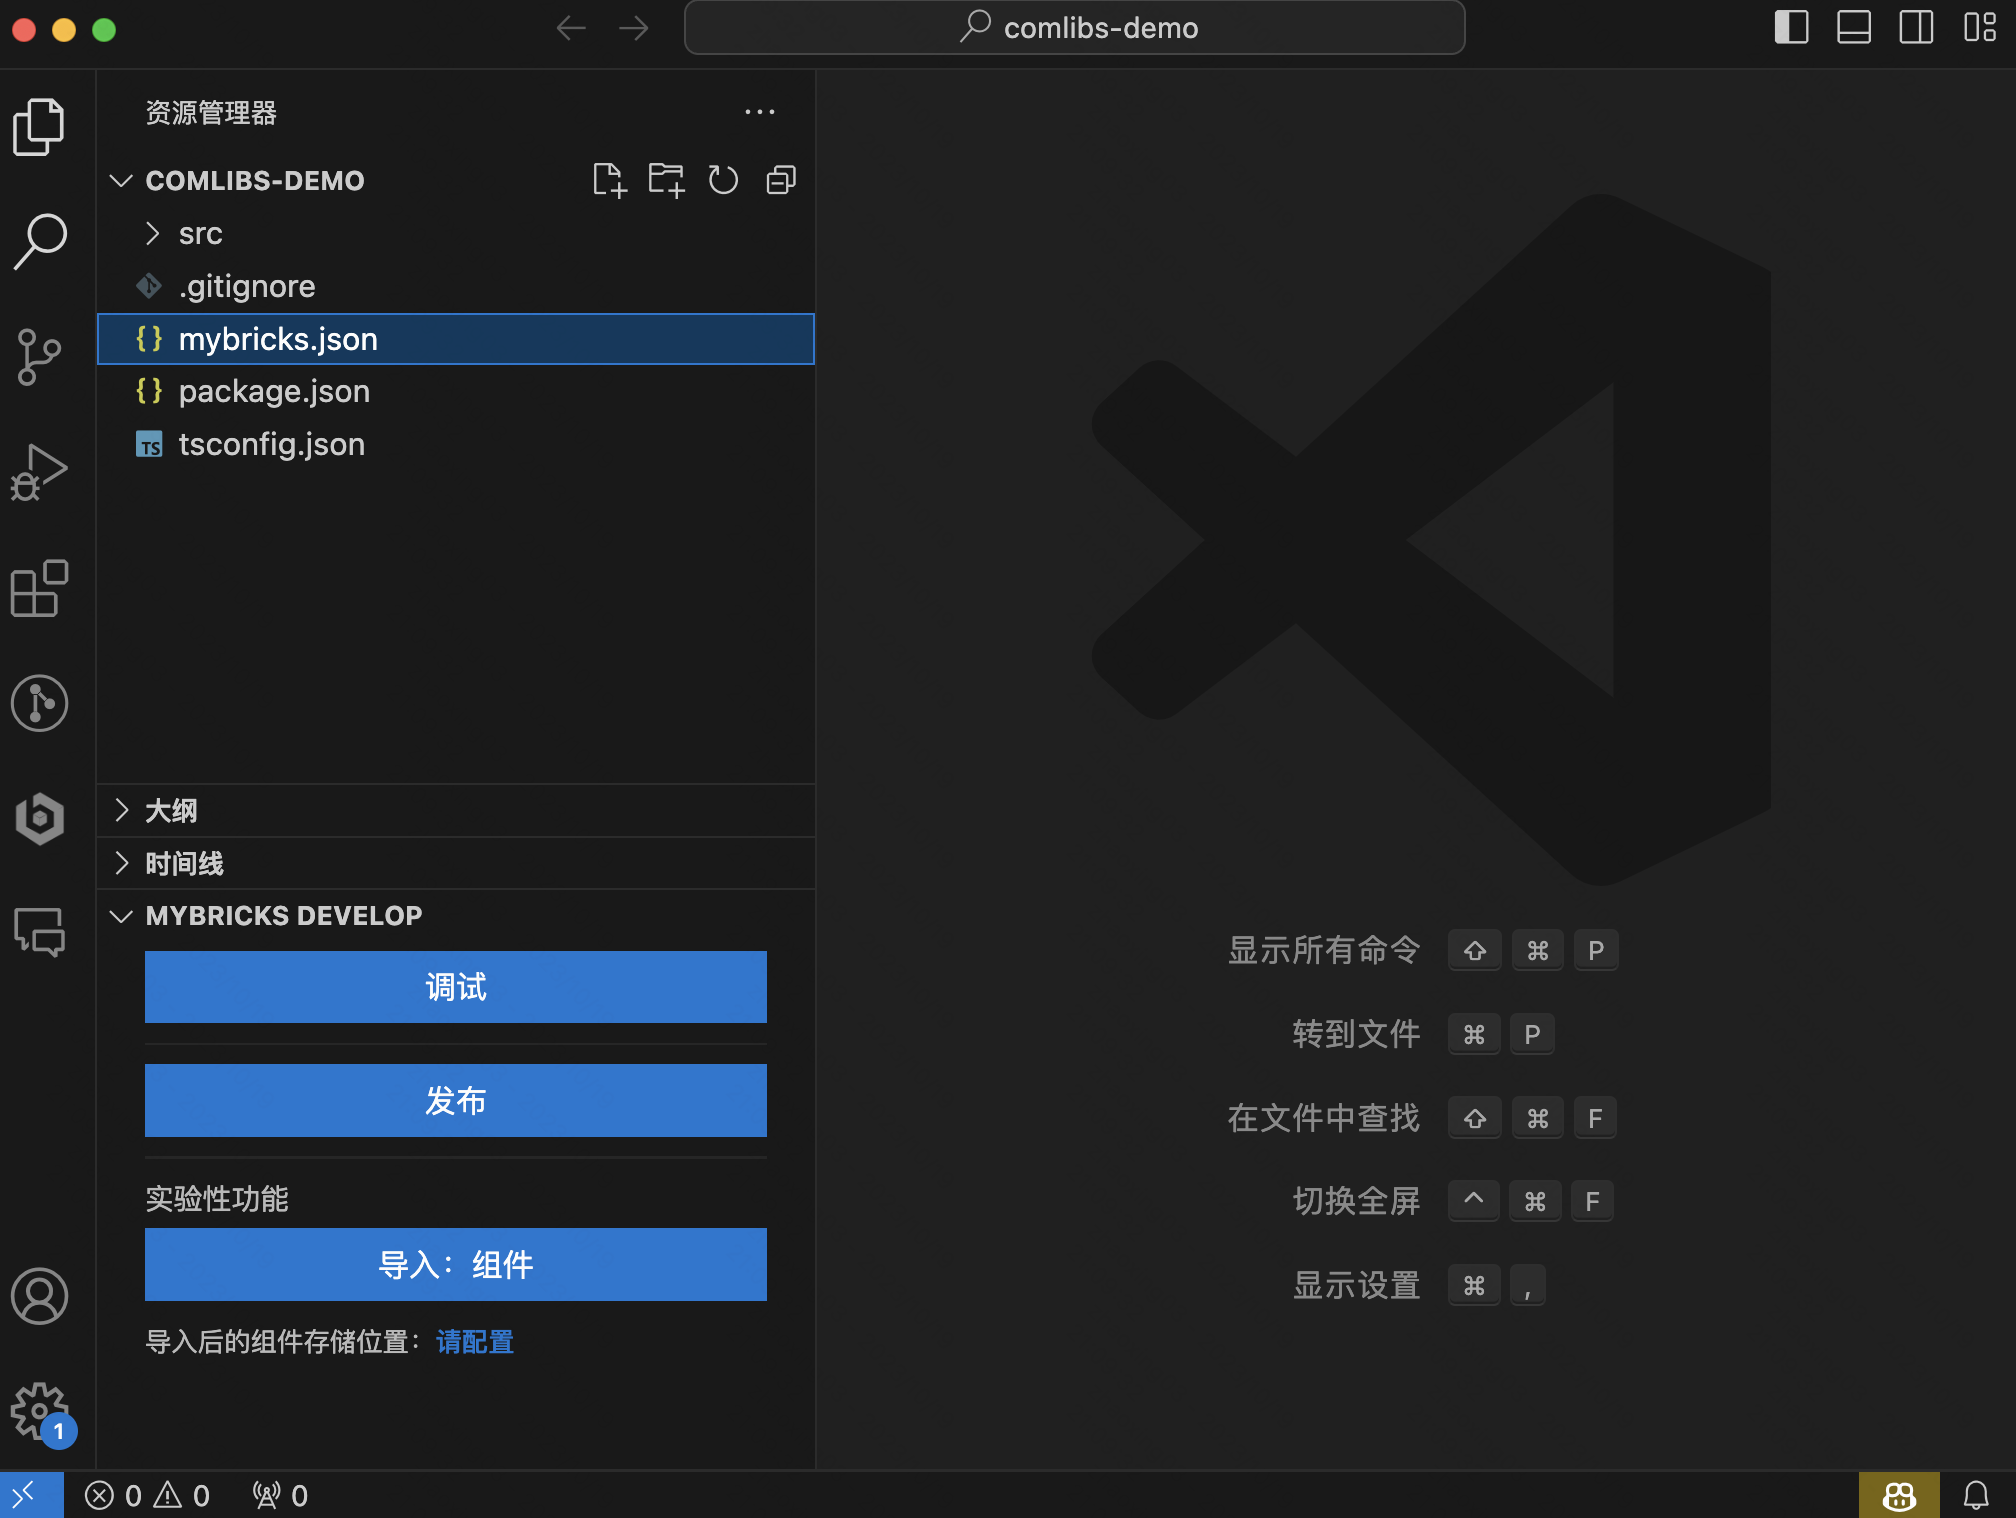 comlibs-demo
资源管理器
COMLIBS-DEMO
src
.gitignore
{} mybricks.json
{} package.json
TS tsconfig.json
大纲
时间线
MYBRICKS DEVELOP
调试
发布
实验性功能
导入：组件
导入后的组件存储位置：请配置
显示所有命令 ⇧ ⌘ P
转到文件 ⌘ P
在文件中查找 ⇧ ⌘ F
切换全屏 ^ ⌘ F
显示设置 ⌘ ,
1
0 0 0